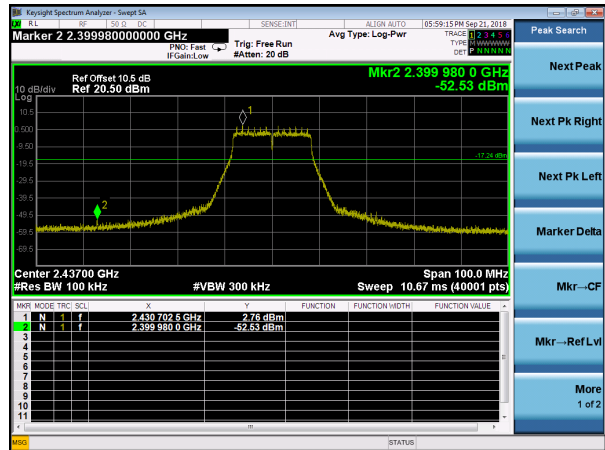 Keysight Spectrum Analyzer - Swept SA
RL RF 50 Ω DC SENSE:INT ALIGN AUTO 05:59:15 PM Sep 21, 2018
Marker 2 2.399980000000 GHz
PNO: Fast
IFGain:Low
Trig: Free Run
#Atten: 20 dB
Avg Type: Log-Pwr
TRACE 1 2 3 4 5 6
TYPE M WWWWW
DET P NNNNN
Peak Search
Next Peak
Next Pk Right
Next Pk Left
Marker Delta
Mkr→CF
Mkr→Ref Lvl
More
1 of 2
Mkr2 2.399 980 0 GHz
-52.53 dBm
Ref Offset 10.5 dB
10 dB/div Ref 20.50 dBm
Log
10.5
0.500
-9.50
-19.5
-29.5
-39.5
-49.5
-59.5
-69.5
1
2
-17.24 dBm
Center 2.43700 GHz Span 100.0 MHz
#Res BW 100 kHz #VBW 300 kHz Sweep 10.67 ms (40001 pts)
MKR MODE TRC SCL X Y FUNCTION FUNCTION WIDTH FUNCTION VALUE
1 N 1 f 2.430 702 5 GHz 2.76 dBm
2 N 1 f 2.399 980 0 GHz -52.53 dBm
3
4
5
6
7
8
9
10
11
MSG STATUS